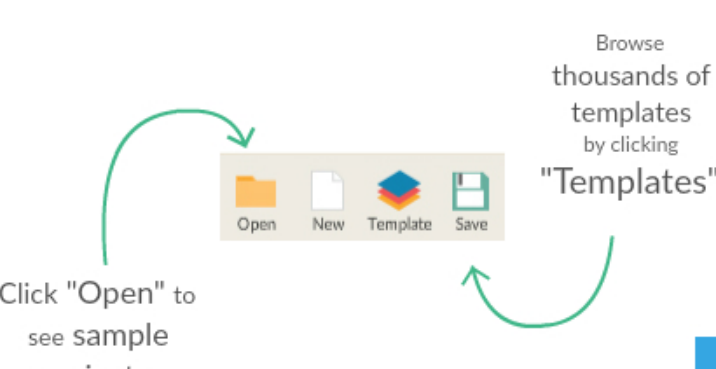 Browse
thousands of
templates
by clicking
"Templates"
Open New Template Save
Click "Open" to
see sample